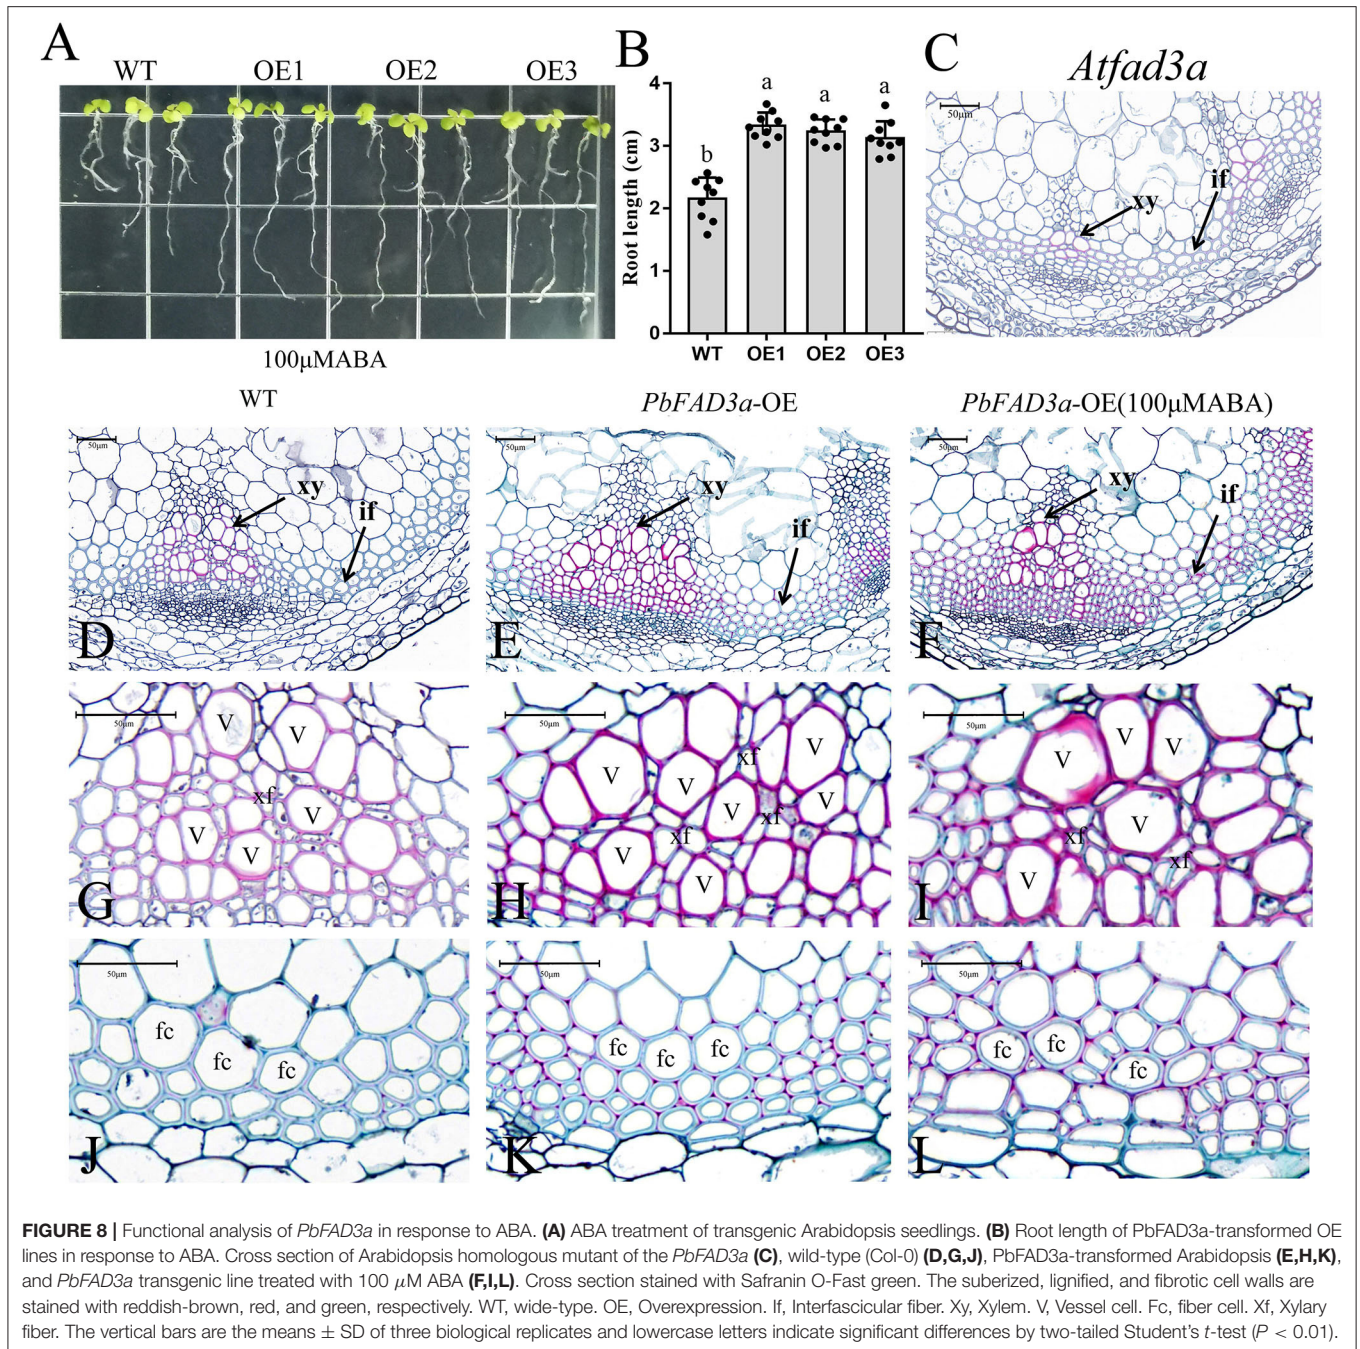 A
WT OE1 OE2 OE3
100μMABA
B
Root length (cm)
4
3
2
1
0
b a a a
WT OE1 OE2 OE3
C
Atfad3a
50μm
xy
if
WT
50μm
xy
if
D
PbFAD3a-OE
50μm
xy
if
E
PbFAD3a-OE(100μMABA)
50μm
xy
if
F
50μm
V V
xf
V V V
G
50μm
xf V
V V
V V
xf
xf
V V
H
50μm
V V V
xf V
xf
V
I
50μm
fc
fc fc
J
50μm
fc fc fc
K
50μm
fc fc
fc
L
FIGURE 8 | Functional analysis of PbFAD3a in response to ABA. (A) ABA treatment of transgenic Arabidopsis seedlings. (B) Root length of PbFAD3a-transformed OE
lines in response to ABA. Cross section of Arabidopsis homologous mutant of the PbFAD3a (C), wild-type (Col-0) (D,G,J), PbFAD3a-transformed Arabidopsis (E,H,K),
and PbFAD3a transgenic line treated with 100 μM ABA (F,I,L). Cross section stained with Safranin O-Fast green. The suberized, lignified, and fibrotic cell walls are
stained with reddish-brown, red, and green, respectively. WT, wide-type. OE, Overexpression. If, Interfascicular fiber. Xy, Xylem. V, Vessel cell. Fc, fiber cell. Xf, Xylary
fiber. The vertical bars are the means ± SD of three biological replicates and lowercase letters indicate significant differences by two-tailed Student's t-test (P < 0.01).